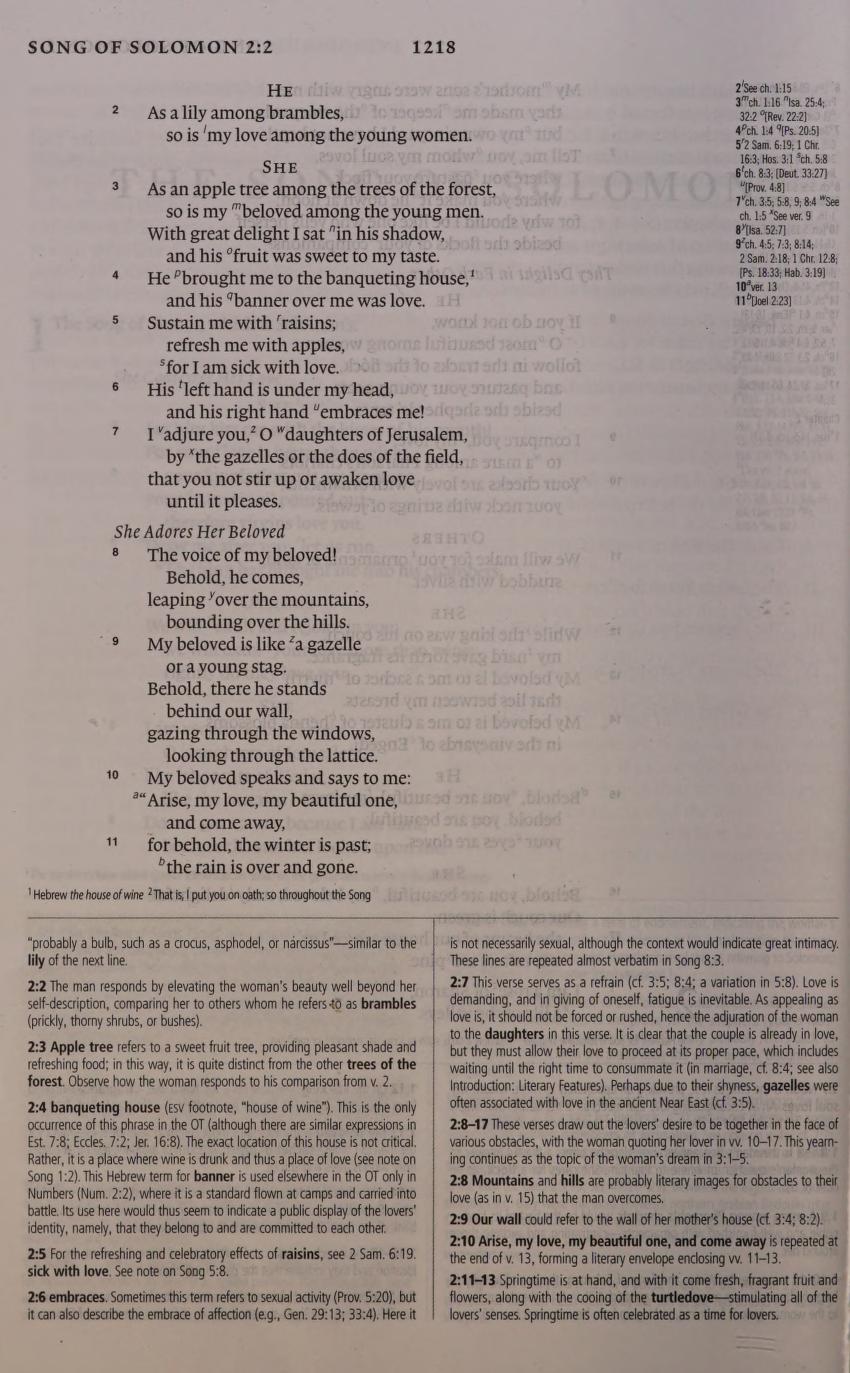 SONG OF SOLOMON 2:2
1218
HE
2 As a lily among brambles,
so is lmy love among the young women.
SHE
3 As an apple tree among the trees of the forest,
so is my mbeloved among the young men.
With great delight I sat nin his shadow,
and his ofruit was sweet to my taste.
4 He pbrought me to the banqueting house,1
and his qbanner over me was love.
5 Sustain me with rraisins;
refresh me with apples,
sfor I am sick with love.
6 His tleft hand is under my head,
and his right hand uembraces me!
7 I vadjure you,2 O wdaughters of Jerusalem,
by xthe gazelles or the does of the field,
that you not stir up or awaken love
until it pleases.
She Adores Her Beloved
8 The voice of my beloved!
Behold, he comes,
leaping yover the mountains,
bounding over the hills.
9 My beloved is like za gazelle
or a young stag.
Behold, there he stands
behind our wall,
gazing through the windows,
looking through the lattice.
10 My beloved speaks and says to me:
a“Arise, my love, my beautiful one,
and come away,
11 for behold, the winter is past;
bthe rain is over and gone.
2 lSee ch. 1:15
3 mch. 1:16 nIsa. 25:4;
32:2 o[Rev. 22:2]
4 pch. 1:4 q[Ps. 20:5]
5 r2 Sam. 6:19; 1 Chr.
16:3; Hos. 3:1 sch. 5:8
6 tch. 8:3; [Deut. 33:27]
u[Prov. 4:8]
7 vch. 3:5; 5:8, 9; 8:4 wSee
ch. 1:5 xSee ver. 9
8 y[Isa. 52:7]
9 zch. 4:5; 7:3; 8:14;
2 Sam. 2:18; 1 Chr. 12:8;
[Ps. 18:33; Hab. 3:19]
10 aver. 13
11 b[Joel 2:23]
1 Hebrew the house of wine 2 That is, I put you on oath; so throughout the Song
“probably a bulb, such as a crocus, asphodel, or narcissus”—similar to the
lily of the next line.
2:2 The man responds by elevating the woman’s beauty well beyond her
self-description, comparing her to others whom he refers to as brambles
(prickly, thorny shrubs, or bushes).
2:3 Apple tree refers to a sweet fruit tree, providing pleasant shade and
refreshing food; in this way, it is quite distinct from the other trees of the
forest. Observe how the woman responds to his comparison from v. 2.
2:4 banqueting house (ESV footnote, “house of wine”). This is the only
occurrence of this phrase in the OT (although there are similar expressions in
Est. 7:8; Eccles. 7:2; Jer. 16:8). The exact location of this house is not critical.
Rather, it is a place where wine is drunk and thus a place of love (see note on
Song 1:2). This Hebrew term for banner is used elsewhere in the OT only in
Numbers (Num. 2:2), where it is a standard flown at camps and carried into
battle. Its use here would thus seem to indicate a public display of the lovers’
identity, namely, that they belong to and are committed to each other.
2:5 For the refreshing and celebratory effects of raisins, see 2 Sam. 6:19.
sick with love. See note on Song 5:8.
2:6 embraces. Sometimes this term refers to sexual activity (Prov. 5:20), but
it can also describe the embrace of affection (e.g., Gen. 29:13; 33:4). Here it
is not necessarily sexual, although the context would indicate great intimacy.
These lines are repeated almost verbatim in Song 8:3.
2:7 This verse serves as a refrain (cf. 3:5; 8:4; a variation in 5:8). Love is
demanding, and in giving of oneself, fatigue is inevitable. As appealing as
love is, it should not be forced or rushed, hence the adjuration of the woman
to the daughters in this verse. It is clear that the couple is already in love,
but they must allow their love to proceed at its proper pace, which includes
waiting until the right time to consummate it (in marriage, cf. 8:4; see also
Introduction: Literary Features). Perhaps due to their shyness, gazelles were
often associated with love in the ancient Near East (cf. 3:5).
2:8–17 These verses draw out the lovers’ desire to be together in the face of
various obstacles, with the woman quoting her lover in vv. 10–17. This yearn-
ing continues as the topic of the woman’s dream in 3:1–5.
2:8 Mountains and hills are probably literary images for obstacles to their
love (as in v. 15) that the man overcomes.
2:9 Our wall could refer to the wall of her mother’s house (cf. 3:4; 8:2).
2:10 Arise, my love, my beautiful one, and come away is repeated at
the end of v. 13, forming a literary envelope enclosing vv. 11–13.
2:11–13 Springtime is at hand, and with it come fresh, fragrant fruit and
flowers, along with the cooing of the turtledove—stimulating all of the
lovers’ senses. Springtime is often celebrated as a time for lovers.